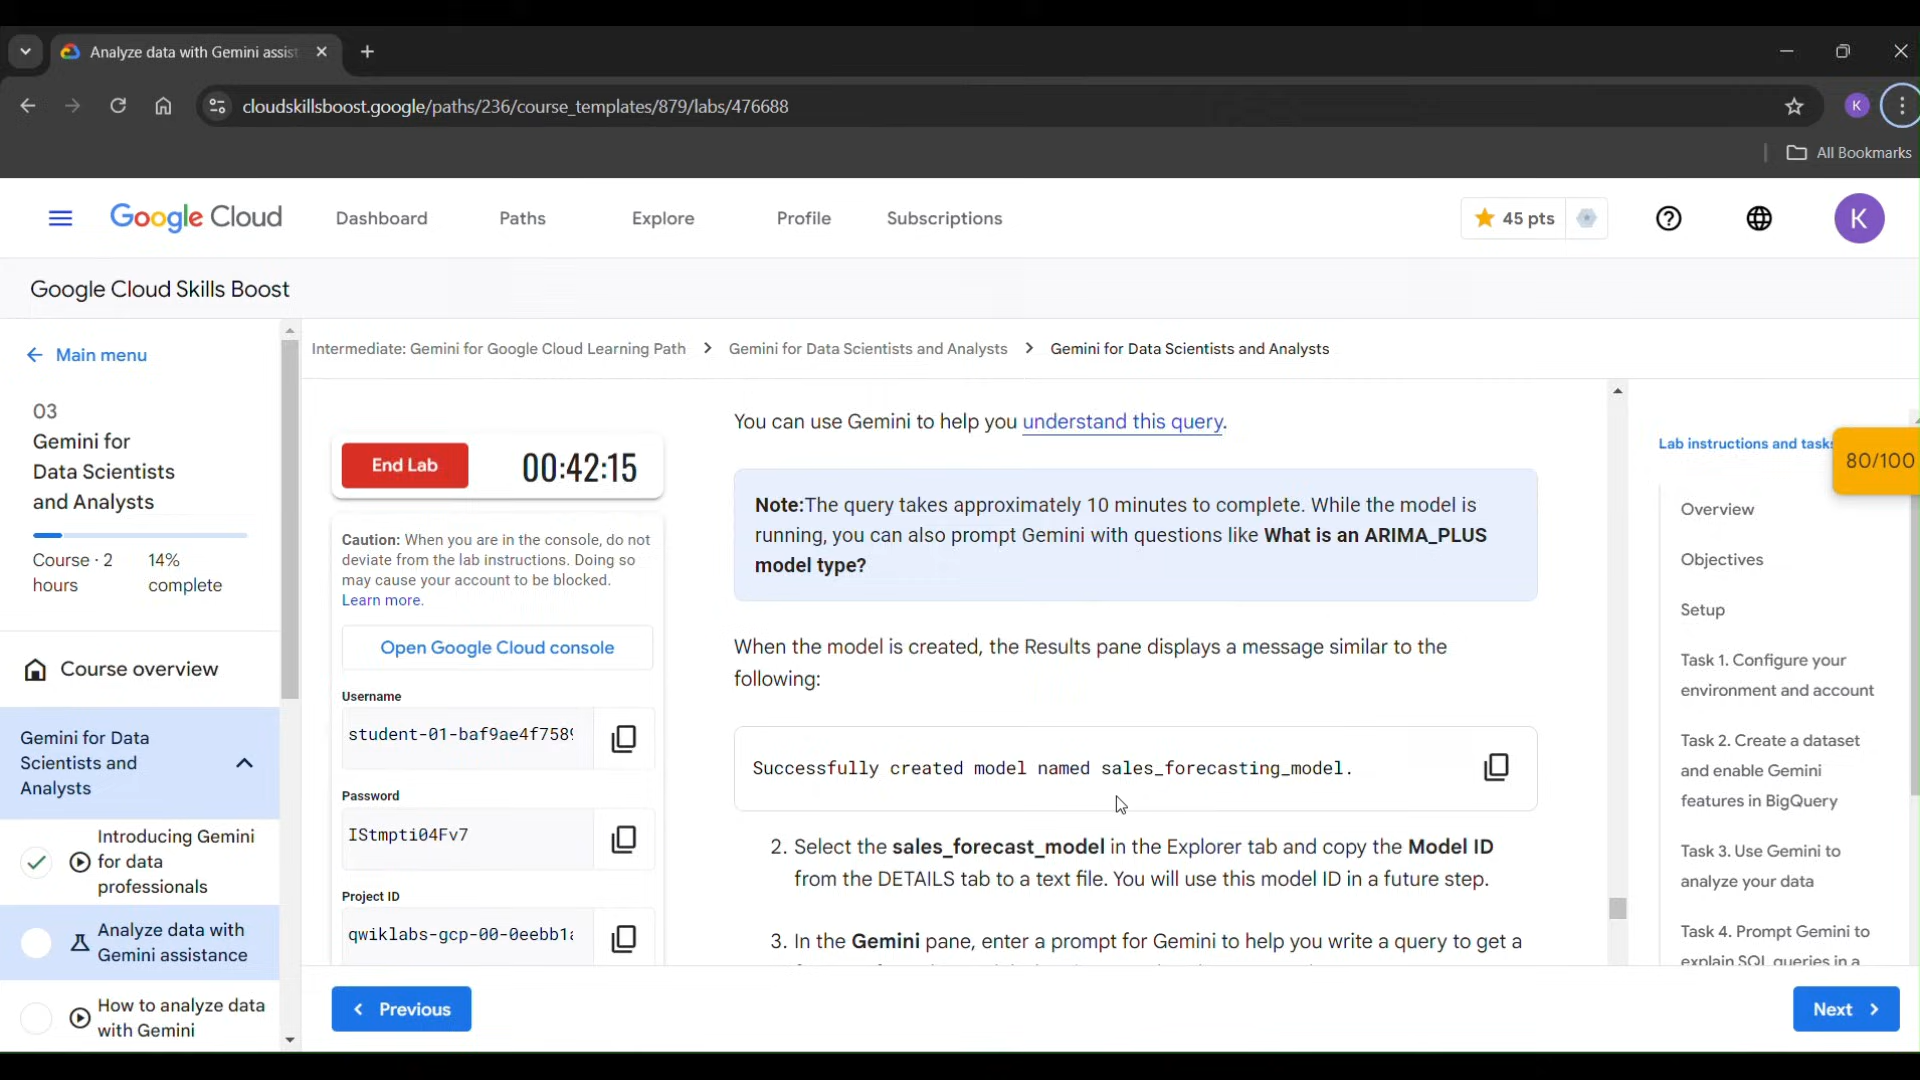 Analyze data with Gemini assist
cloudskillsboost.google/paths/236/course_templates/879/labs/476688
K
All Bookmarks
Google Cloud
Dashboard
Paths
Explore
Profile
Subscriptions
45 pts
K
Google Cloud Skills Boost
Main menu
03
Gemini for
Data Scientists
and Analysts
Course · 2
hours
14%
complete
Course overview
Gemini for Data
Scientists and
Analysts
Introducing Gemini
for data
professionals
Analyze data with
Gemini assistance
How to analyze data
with Gemini
Intermediate: Gemini for Google Cloud Learning Path
Gemini for Data Scientists and Analysts
Gemini for Data Scientists and Analysts
End Lab
00:42:15
Caution: When you are in the console, do not
deviate from the lab instructions. Doing so
may cause your account to be blocked.
Learn more.
Open Google Cloud console
Username
student-01-baf9ae4f758
Password
IStmpti04Fv7
Project ID
qwiklabs-gcp-00-0eebb1
You can use Gemini to help you understand this query.
Note:The query takes approximately 10 minutes to complete. While the model is
running, you can also prompt Gemini with questions like What is an ARIMA_PLUS
model type?
When the model is created, the Results pane displays a message similar to the
following:
Successfully created model named sales_forecasting_model.
2. Select the sales_forecast_model in the Explorer tab and copy the Model ID
from the DETAILS tab to a text file. You will use this model ID in a future step.
3. In the Gemini pane, enter a prompt for Gemini to help you write a query to get a
Previous
Next
Lab instructions and tasks
80/100
Overview
Objectives
Setup
Task 1. Configure your
environment and account
Task 2. Create a dataset
and enable Gemini
features in BigQuery
Task 3. Use Gemini to
analyze your data
Task 4. Prompt Gemini to
explain SQL queries in a